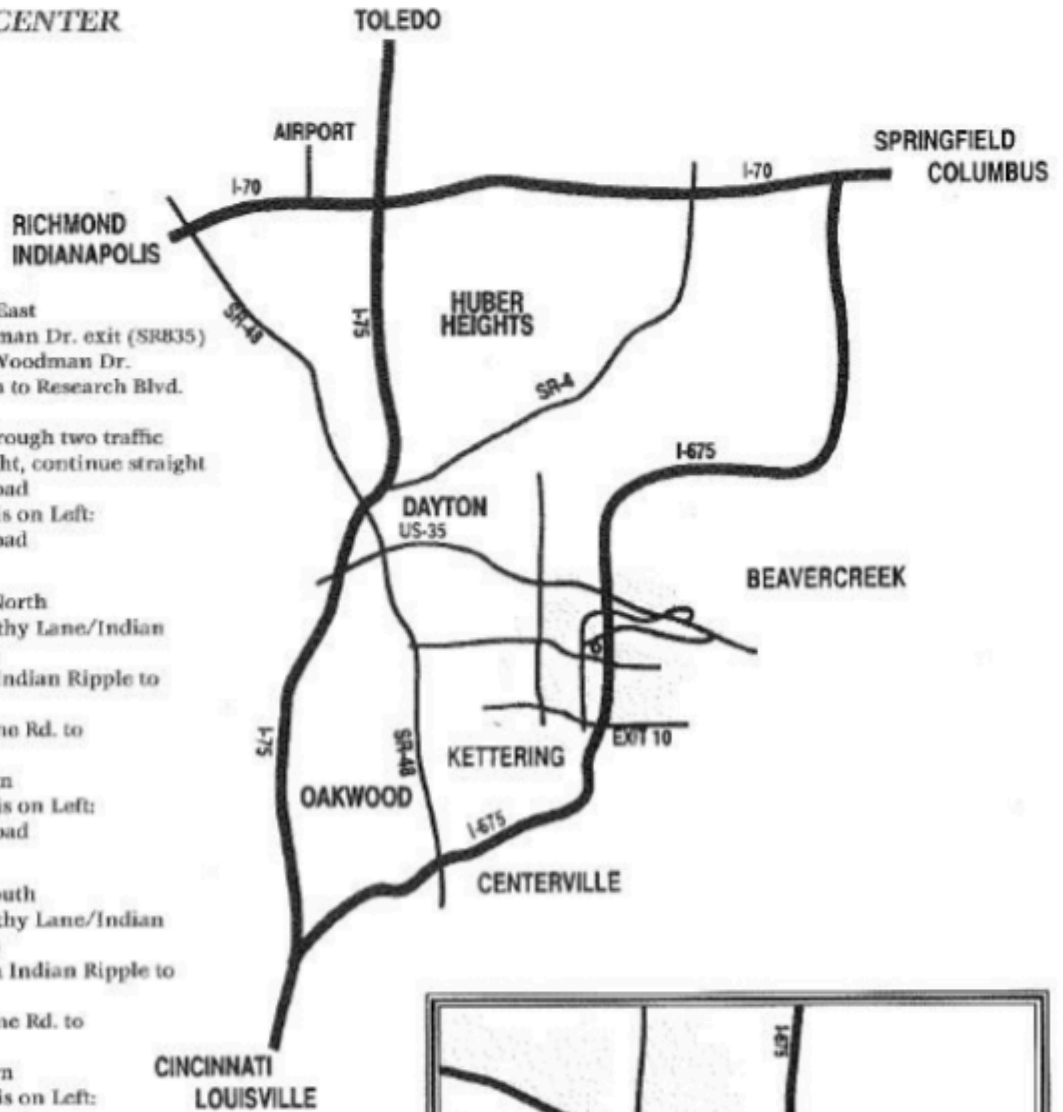 CENTER
East
man Dr. exit (SR835)
Woodman Dr.
to Research Blvd.
rough two traffic
ht, continue straight
oad
is on Left:
oad
North
thy Lane/Indian
Indian Ripple to
ne Rd. to
n
is on Left:
oad
outh
thy Lane/Indian
Indian Ripple to
ne Rd. to
n
is on Left:
TOLEDO
AIRPORT
I-70
I-70
SPRINGFIELD
COLUMBUS
RICHMOND
INDIANAPOLIS
SR-48
I-75
HUBER
HEIGHTS
SR-4
I-675
DAYTON
US-35
BEAVERCREEK
I-75
SR-48
KETTERING
EXIT 10
OAKWOOD
I-675
CENTERVILLE
CINCINNATI
LOUISVILLE
I-675